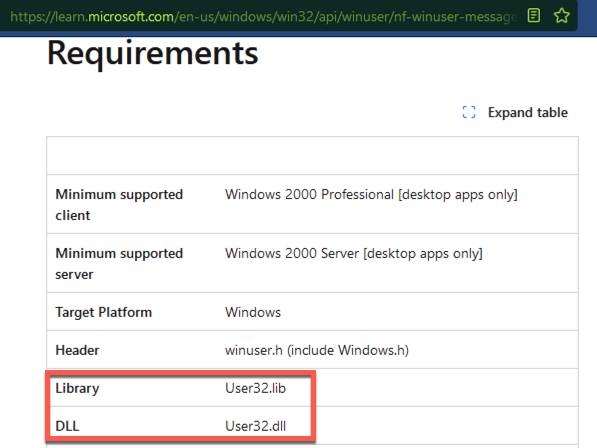 https://learn.microsoft.com/en-us/windows/win32/api/winuser/nf-winuser-message
Requirements
Expand table
Minimum supported client Windows 2000 Professional [desktop apps only]
Minimum supported server Windows 2000 Server [desktop apps only]
Target Platform Windows
Header winuser.h (include Windows.h)
Library User32.lib
DLL User32.dll